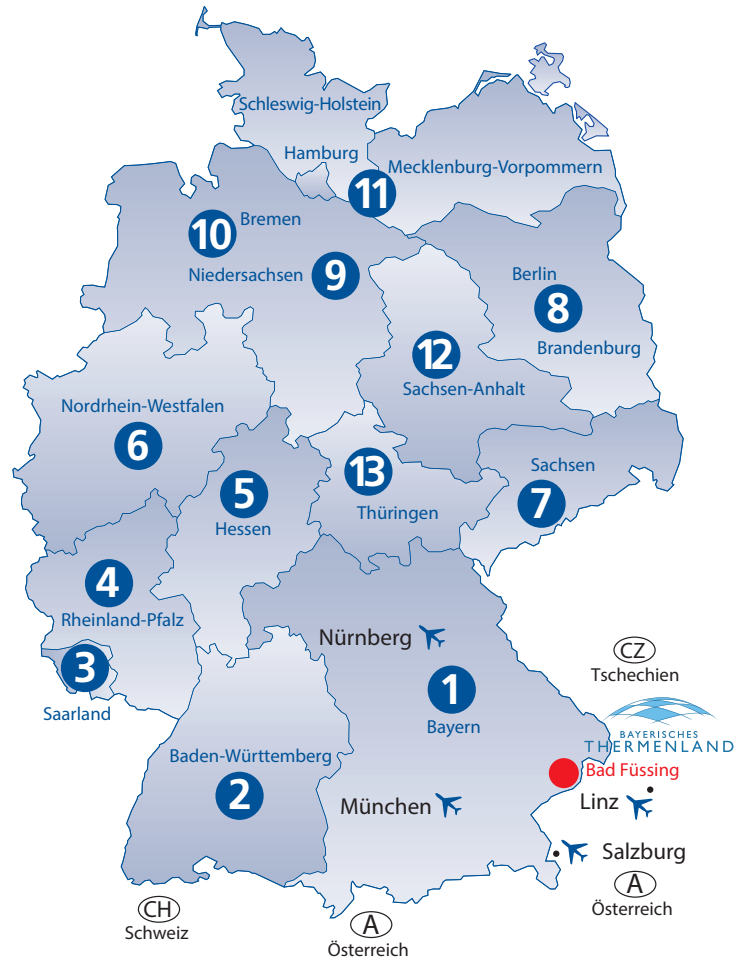 Schleswig-Holstein
Hamburg
Mecklenburg-Vorpommern
11
Bremen
10
Niedersachsen
9
Berlin
8
Brandenburg
12
Sachsen-Anhalt
Nordrhein-Westfalen
6
5
Hessen
13
Thüringen
Sachsen
7
4
Rheinland-Pfalz
3
Saarland
Nürnberg
1
Bayern
CZ
Tschechien
BAYERISCHES
THERMENLAND
Bad Füssing
Baden-Württemberg
2
München
Linz
Salzburg
A
Österreich
CH
Schweiz
A
Österreich